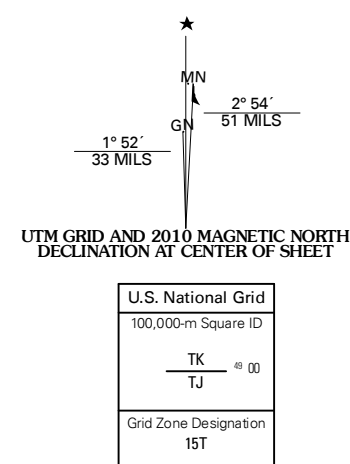 MN
2° 54´
51 MILS
GN
1° 52´
33 MILS
UTM GRID AND 2010 MAGNETIC NORTH
DECLINATION AT CENTER OF SHEET
U.S. National Grid
100,000-m Square ID
TK
49 00
TJ
Grid Zone Designation
15T